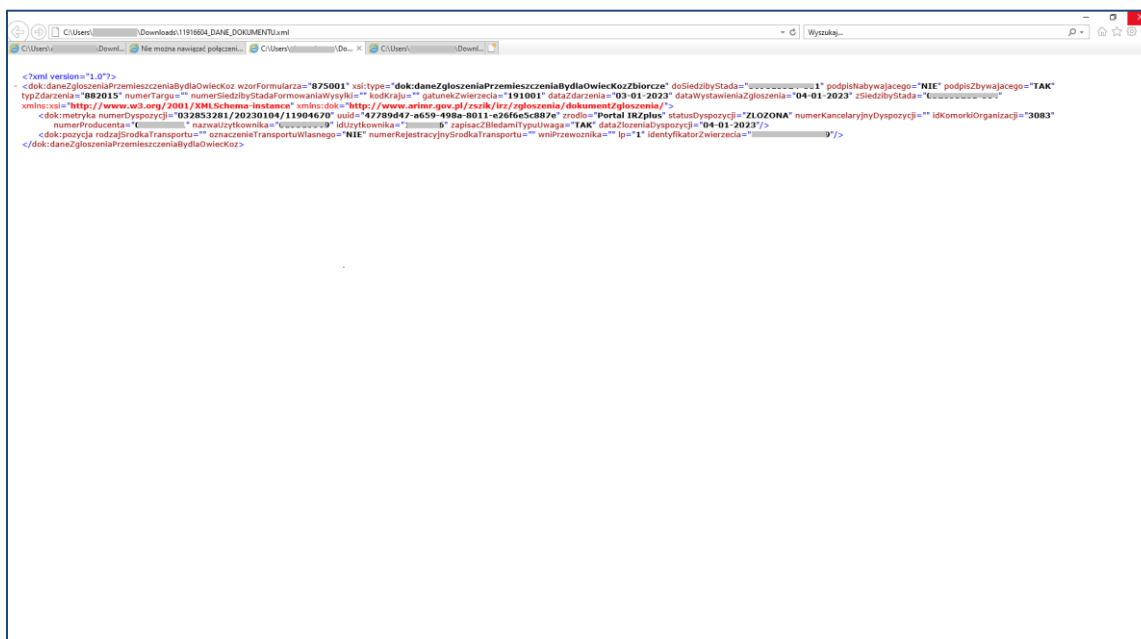 C:\Users\ \Downloads\11916604_DANE_DOKUMENTU.xml
Wyszukaj...
C:\Users\ \Downl... Nie można nawiązać połączeni... C:\Users\ \Do... C:\Users\ \Downl...
<?xml version="1.0"?>
- <dok:daneZgloszeniaPrzemieszczeniaBydlaOwiecKoz wzorFormularza="875001" xsi:type="dok:daneZgloszeniaPrzemieszczeniaBydlaOwiecKozZbiorcze" doSiedzibyStada=" 1" podpisNabywajacego="NIE" podpisZbywajacego="TAK"
typZdarzenia="882015" numerTargu="" numerSiedzibyStadaFormowaniaWysylki="" kodKraju="" gatunekZwierzecia="191001" dataZdarzenia="03-01-2023" dataWystawieniaZgloszenia="04-01-2023" zSiedzibyStada=" "
xmlns:xsi="http://www.w3.org/2001/XMLSchema-instance" xmlns:dok="http://www.arimr.gov.pl/zszik/irz/zgloszenia/dokumentZgloszenia/">
<dok:metryka numerDyspozycji="032853281/20230104/11904670" uuid="47789d47-a659-498a-8011-e26f6e5c887e" zrodlo="Portal IRZplus" statusDyspozycji="ZLOZONA" numerKancelaryjnyDyspozycji="" idKomorkiOrganizacji="3083"
numerProducenta="0 " nazwaUzytkownika=" 9" idUzytkownika=" 6" zapisacZBledamiTypuUwaga="TAK" dataZlozeniaDyspozycji="04-01-2023"/>
<dok:pozycja rodzajSrodkaTransportu="" oznaczenieTransportuWlasnego="NIE" numerRejestracyjnySrodkaTransportu="" wniPrzewoznika="" lp="1" identyfikatorZwierzecia=" 9"/>
</dok:daneZgloszeniaPrzemieszczeniaBydlaOwiecKoz>